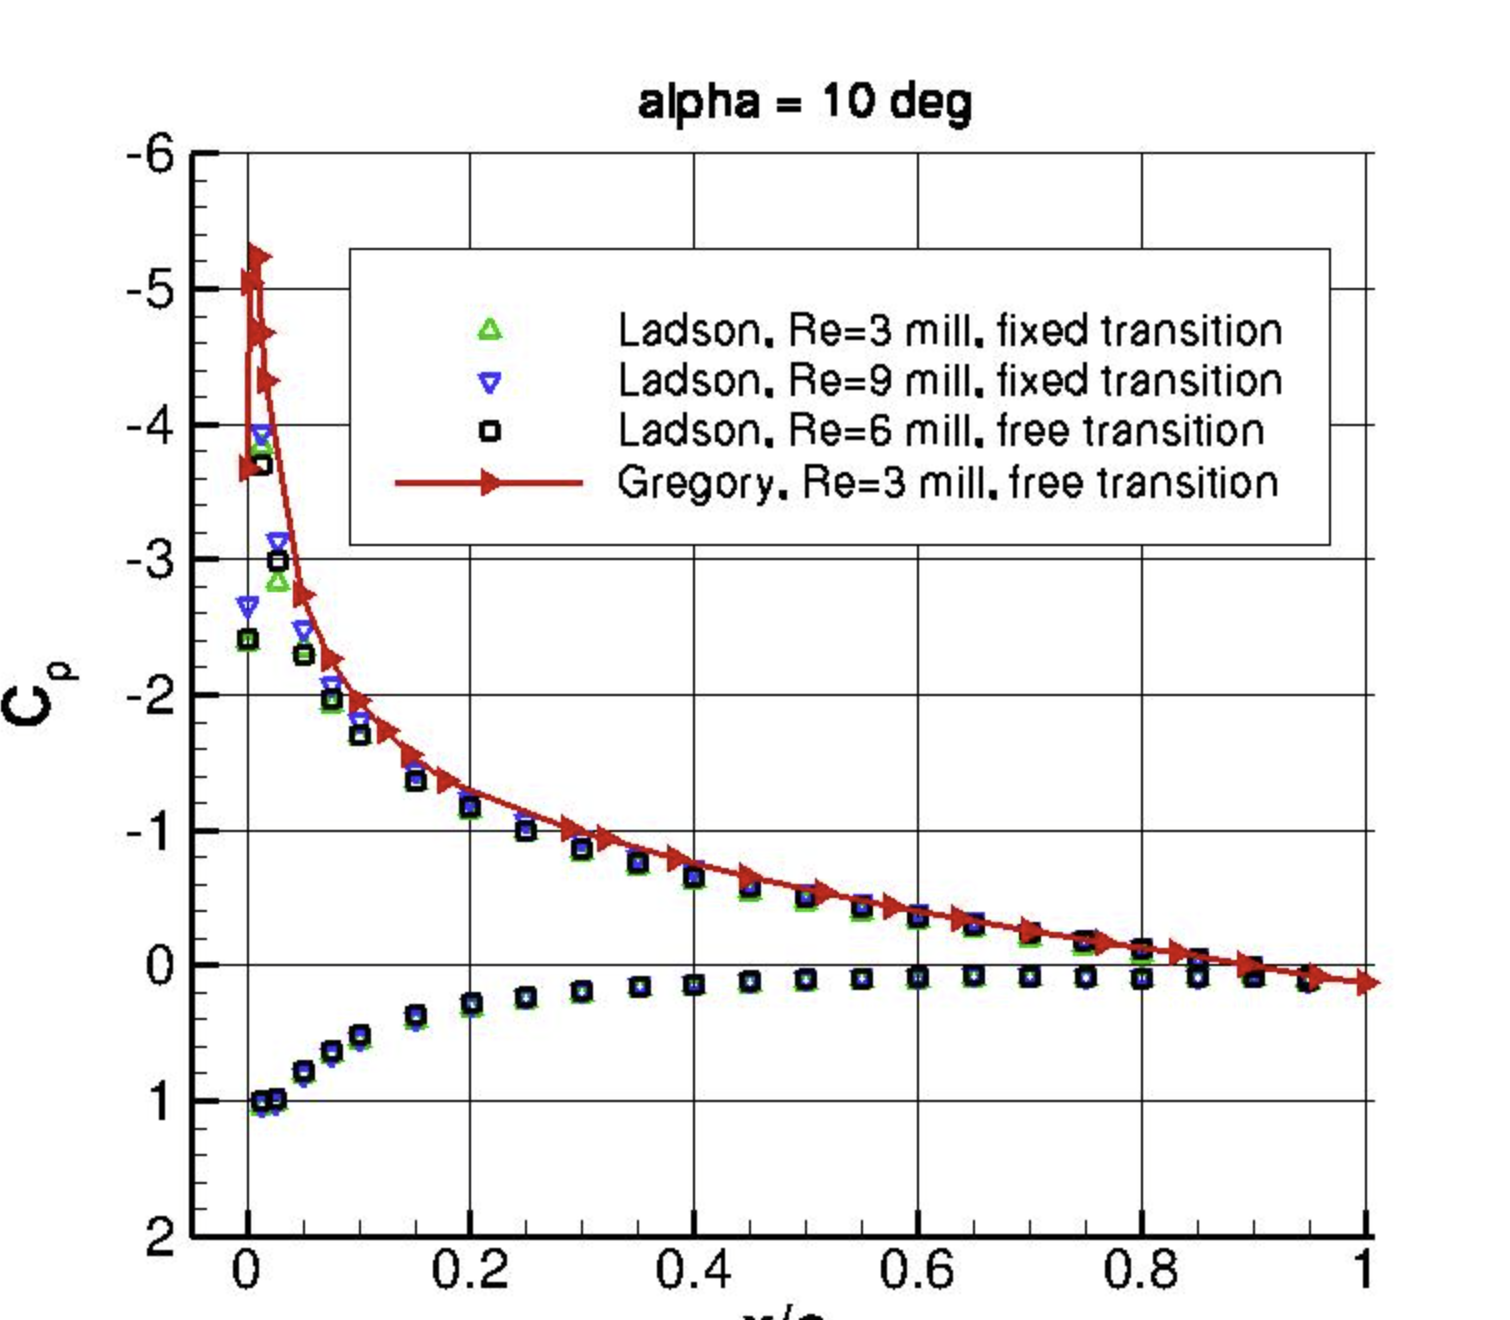 alpha = 10 deg
-6
-5
-4
-3
-2
-1
0
1
2
Cp
Ladson, Re=3 mill, fixed transition
Ladson, Re=9 mill, fixed transition
Ladson, Re=6 mill, free transition
Gregory, Re=3 mill, free transition
0 0.2 0.4 0.6 0.8 1